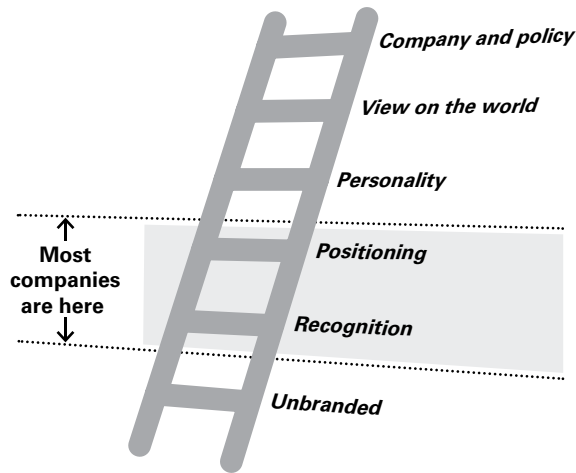 Company and policy
View on the world
Personality
Positioning
Most
companies
are here
Recognition
Unbranded